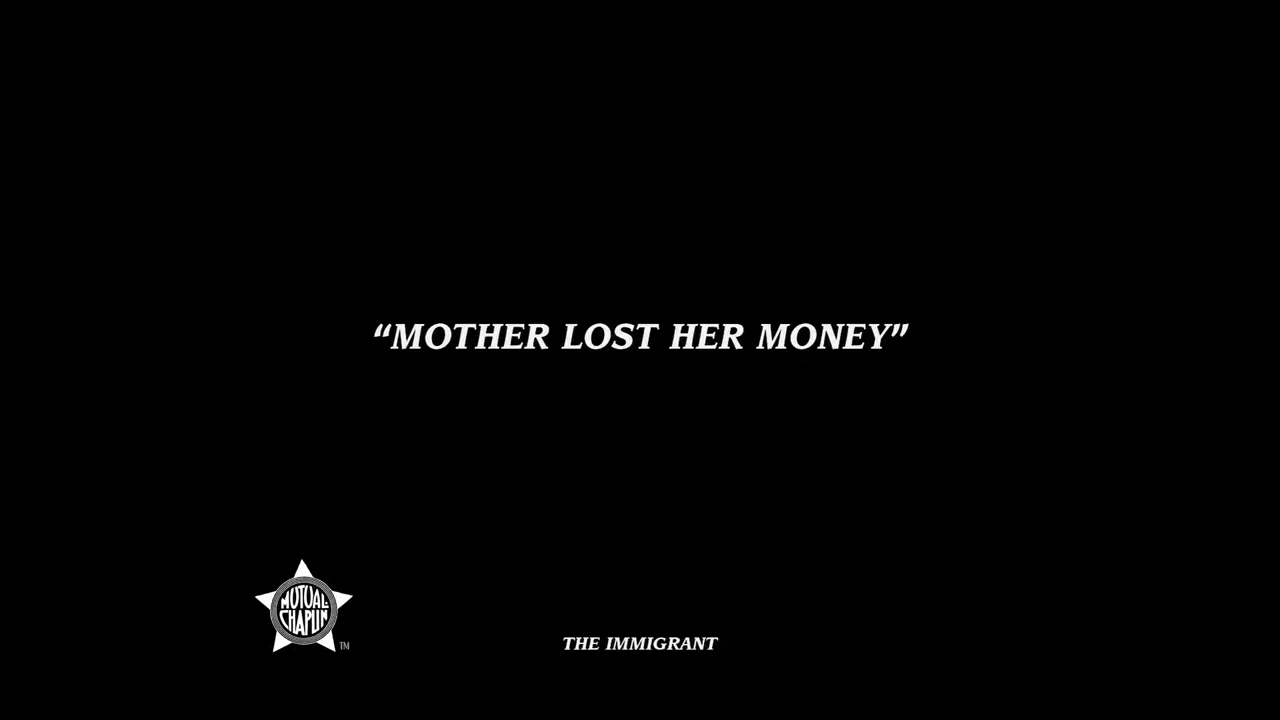 “MOTHER LOST HER MONEY”
MUTUAL-
CHAPLIN
TM
THE IMMIGRANT